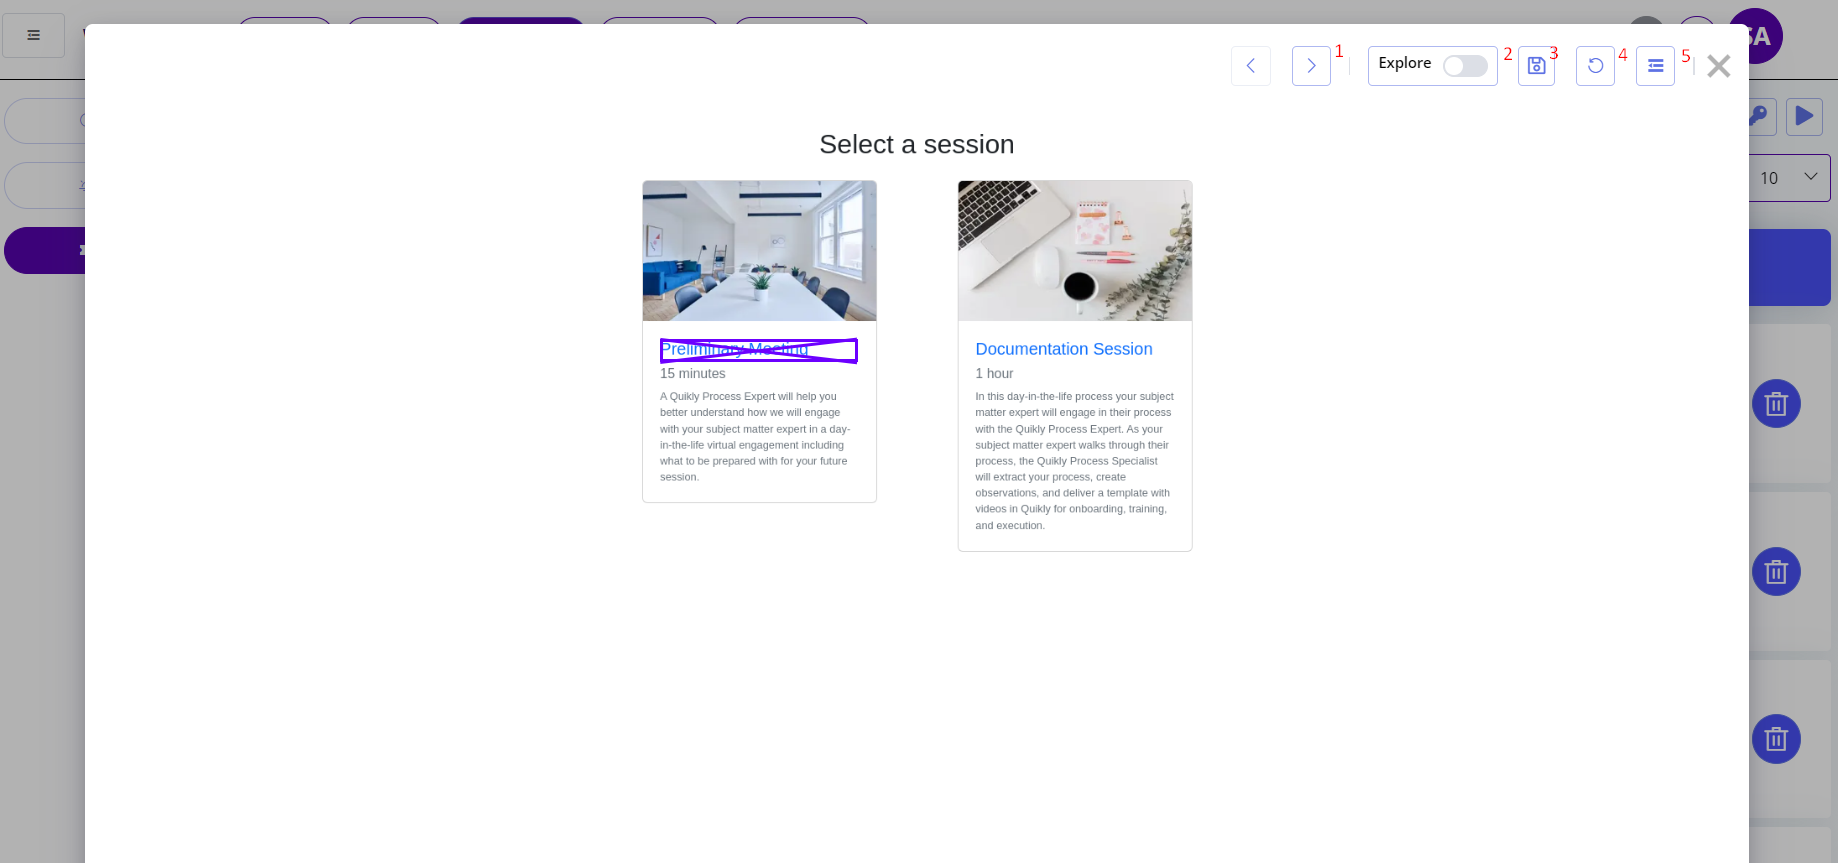 SA
1
Explore
2
3
4
5
10
Select a session
Preliminary Meeting
15 minutes
A Quikly Process Expert will help you
better understand how we will engage
with your subject matter expert in a day-
in-the-life virtual engagement including
what to be prepared with for your future
session.
Documentation Session
1 hour
In this day-in-the-life process your subject
matter expert will engage in their process
with the Quikly Process Expert. As your
subject matter expert walks through their
process, the Quikly Process Specialist
will extract your process, create
observations, and deliver a template with
videos in Quikly for onboarding, training,
and execution.